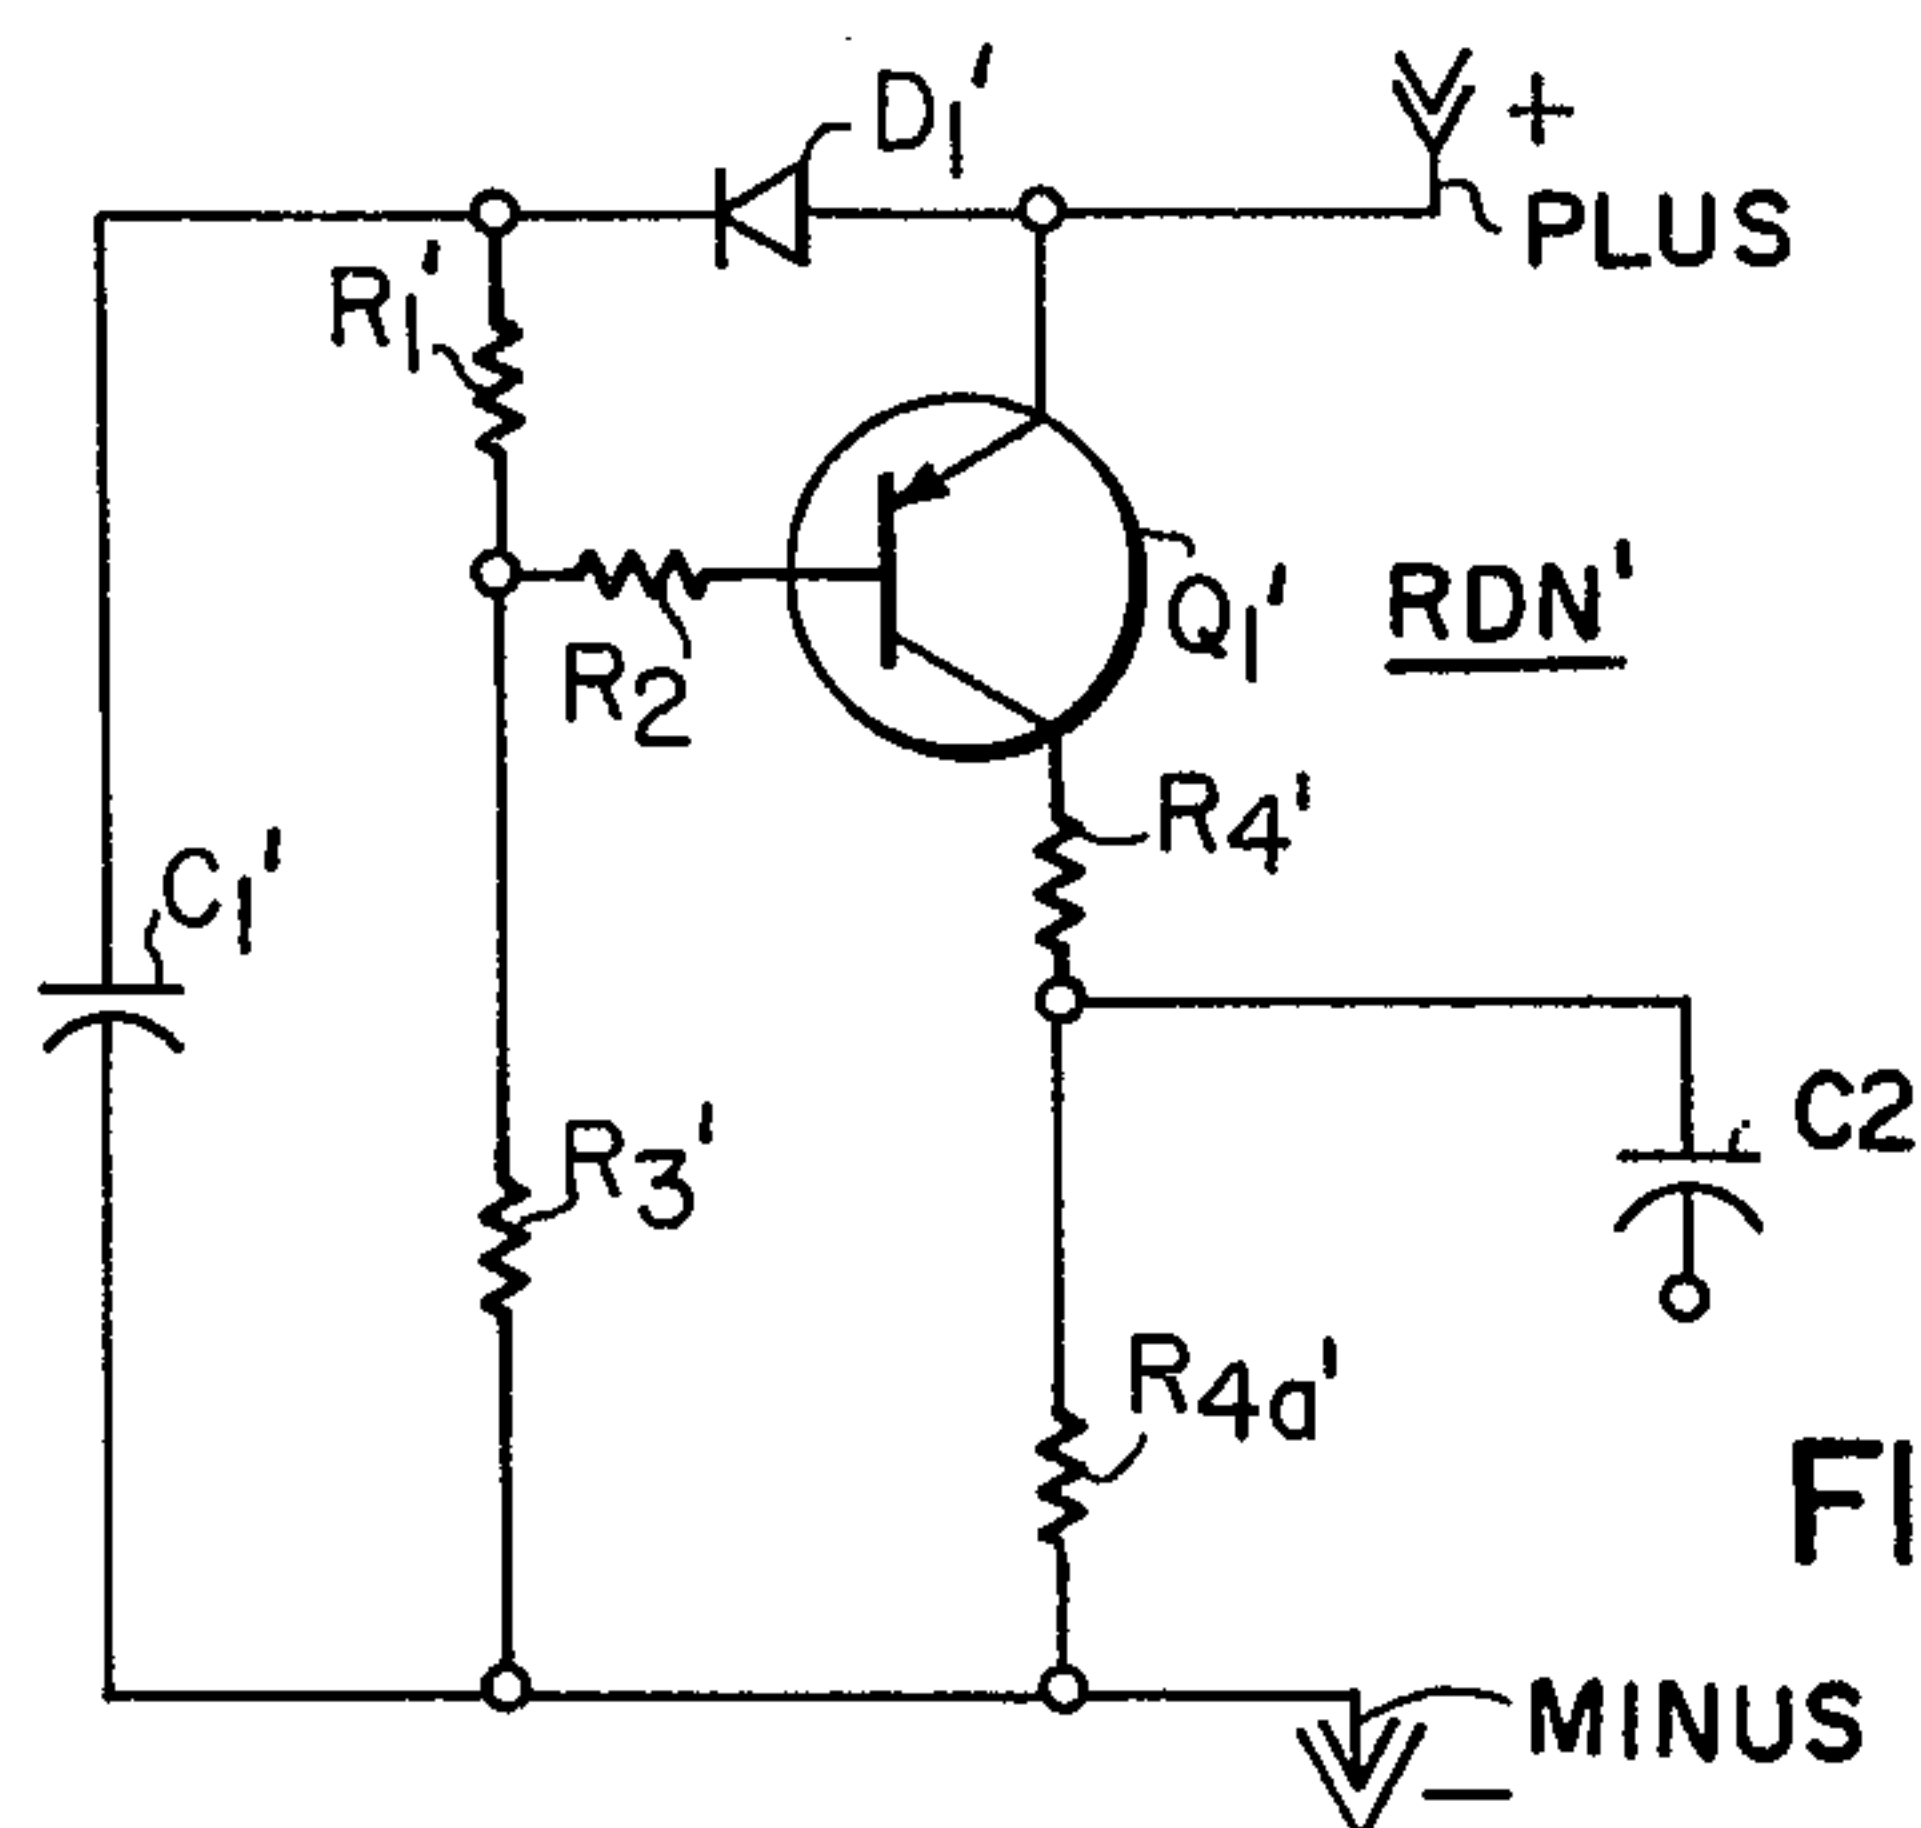 D1'
+
PLUS
R1'
Q1'
RDN'
R2
R4'
C1'
C2
R3'
R4a'
FI
MINUS
–